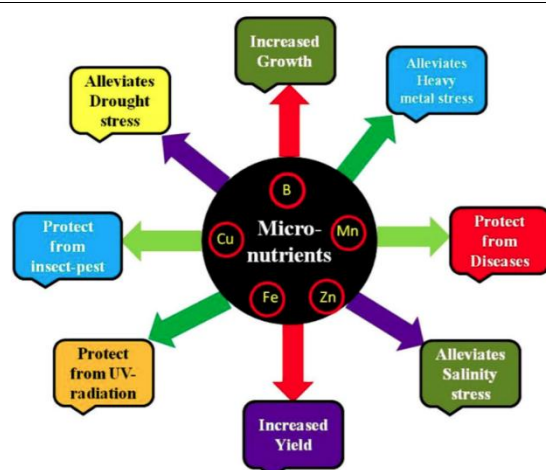 Increased
Growth
Alleviates
Heavy
metal stress
Alleviates
Drought
stress
B
Cu
Micro-
nutrients
Mn
Protect
from
insect-pest
Protect
from
Diseases
Fe
Zn
Protect
from UV-
radiation
Alleviates
Salinity
stress
Increased
Yield